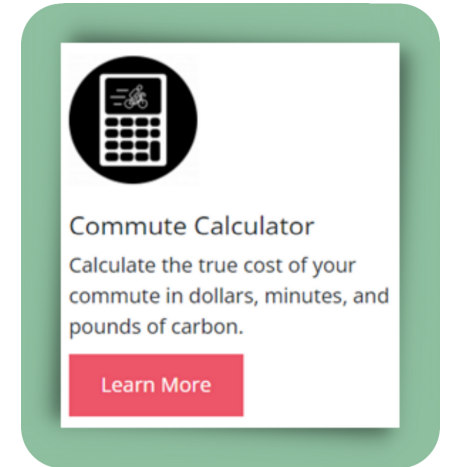 Commute Calculator
Calculate the true cost of your
commute in dollars, minutes, and
pounds of carbon.
Learn More